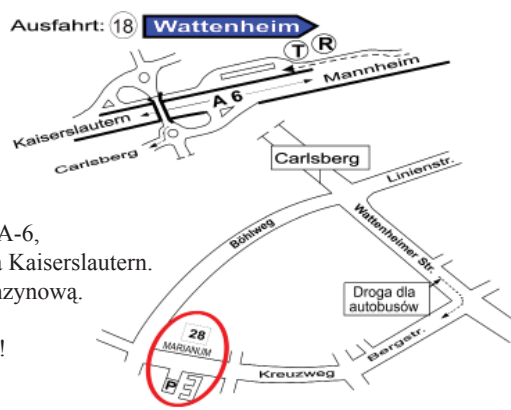 Ausfahrt: 18 Wattenheim
T R
A 6
Mannheim
Kaiserslautern
Carlsberg
Carlsberg
Linienstr.
Böhlweg
Wattenheimer Str.
A-6,
Kaiserslautern.
Droga dla
autobusów
!
28
MARIANUM
Bergstr.
Kreuzweg
P